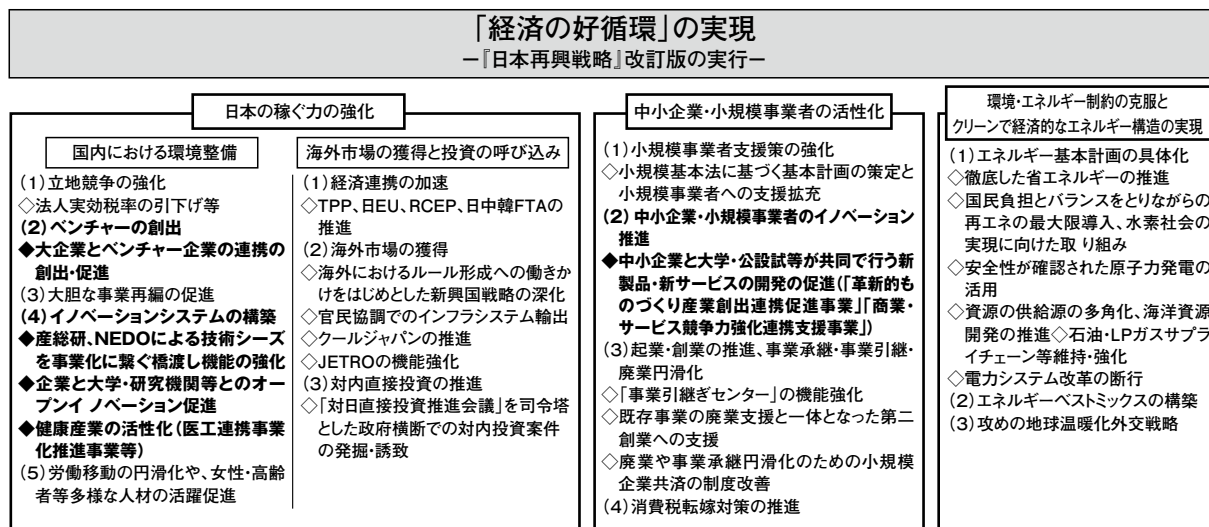 「経済の好循環」の実現
－『日本再興戦略』改訂版の実行－
日本の稼ぐ力の強化
国内における環境整備
(1)立地競争の強化
◇法人実効税率の引下げ等
(2)ベンチャーの創出
◆大企業とベンチャー企業の連携の
創出・促進
(3)大胆な事業再編の促進
(4)イノベーションシステムの構築
◆産総研、NEDOによる技術シーズ
を事業化に繋ぐ橋渡し機能の強化
◆企業と大学・研究機関等とのオー
プンイ ノベーション促進
◆健康産業の活性化(医工連携事業
化推進事業等)
(5)労働移動の円滑化や、女性・高齢
者等多様な人材の活躍促進
海外市場の獲得と投資の呼び込み
(1)経済連携の加速
◇TPP、日EU、RCEP、日中韓FTAの
推進
(2)海外市場の獲得
◇海外におけるルール形成への働きか
けをはじめとした新興国戦略の深化
◇官民協調でのインフラシステム輸出
◇クールジャパンの推進
◇JETROの機能強化
(3)対内直接投資の推進
◇「対日直接投資推進会議」を司令塔
とした政府横断での対内投資案件
の発掘・誘致
中小企業・小規模事業者の活性化
(1)小規模事業者支援策の強化
◇小規模基本法に基づく基本計画の策定と
小規模事業者への支援拡充
(2)中小企業・小規模事業者のイノベーション
推進
◆中小企業と大学・公設試等が共同で行う新
製品・新サービスの開発の促進(「革新的も
のづくり産業創出連携促進事業」「商業・
サービス競争力強化連携支援事業」)
(3)起業・創業の推進、事業承継・事業引継・
廃業円滑化
◇「事業引継ぎセンター」の機能強化
◇既存事業の廃業支援と一体となった第二
創業への支援
◇廃業や事業承継円滑化のための小規模
企業共済の制度改善
(4)消費税転嫁対策の推進
環境・エネルギー制約の克服と
クリーンで経済的なエネルギー構造の実現
(1)エネルギー基本計画の具体化
◇徹底した省エネルギーの推進
◇国民負担とバランスをとりながらの
再エネの最大限導入、水素社会の
実現に向けた取 り組み
◇安全性が確認された原子力発電の
活用
◇資源の供給源の多角化、海洋資源
開発の推進◇石油・LPガスサプラ
イチェーン等維持・強化
◇電力システム改革の断行
(2)エネルギーベストミックスの構築
(3)攻めの地球温暖化外交戦略